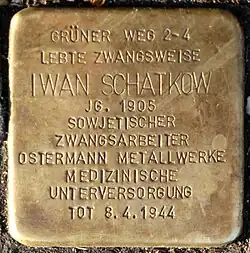 GRÜNER WEG 2-4
LEBTE ZWANGSWEISE
IWAN SCHATKOW
JG. 1905
SOWJETISCHER
ZWANGSARBEITER
OSTERMANN METALLWERKE
MEDIZINISCHE
UNTERVERSORGUNG
TOT 8.4.1944